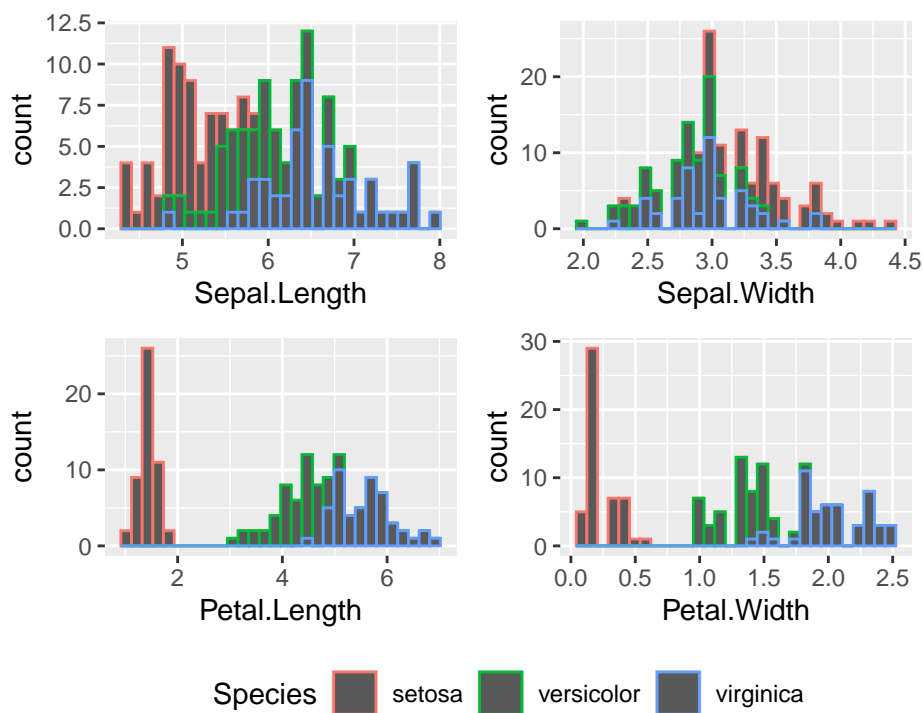 12.5
10.0
7.5
5.0
2.5
0.0
count
5 6 7 8
Sepal.Length
20
10
0
count
2.0 2.5 3.0 3.5 4.0 4.5
Sepal.Width
20
10
0
count
2 4 6
Petal.Length
30
20
10
0
count
0.0 0.5 1.0 1.5 2.0 2.5
Petal.Width
Species setosa versicolor virginica